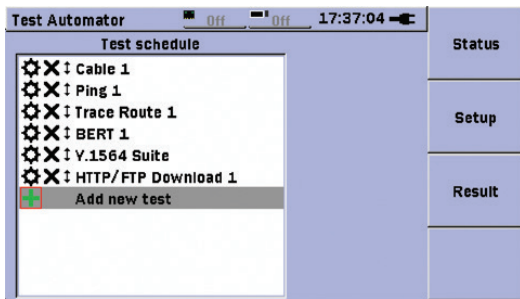 Test Automator Off Off 17:37:04
Test schedule
Cable 1
Ping 1
Trace Route 1
BERT 1
Y.1564 Suite
HTTP/FTP Download 1
Add new test
Status
Setup
Result